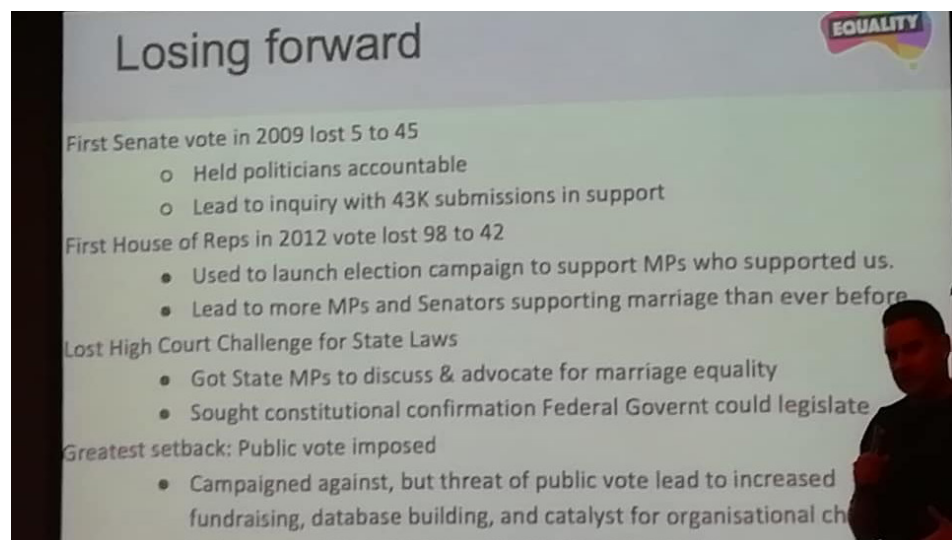 Losing forward
EQUALITY
First Senate vote in 2009 lost 5 to 45
Held politicians accountable
Lead to inquiry with 43K submissions in support
First House of Reps in 2012 vote lost 98 to 42
Used to launch election campaign to support MPs who supported us.
Lead to more MPs and Senators supporting marriage than ever before
Lost High Court Challenge for State Laws
Got State MPs to discuss & advocate for marriage equality
Sought constitutional confirmation Federal Governt could legislate
Greatest setback: Public vote imposed
Campaigned against, but threat of public vote lead to increased
fundraising, database building, and catalyst for organisational